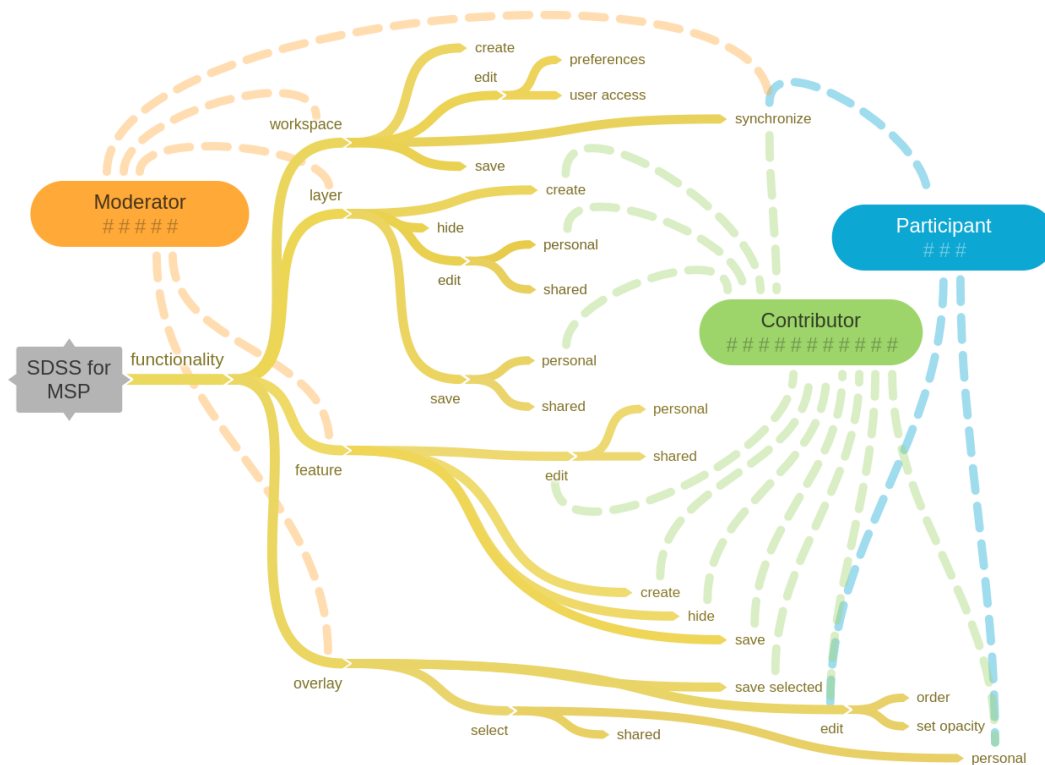 create
preferences
edit
user access
workspace
synchronize
save
Moderator
# # # # #
layer
create
hide
personal
edit
shared
Participant
# # #
Contributor
# # # # # # # # # # #
SDSS for
MSP
functionality
personal
save
shared
personal
feature
edit
shared
create
hide
save
overlay
save selected
order
edit
set opacity
select
shared
personal